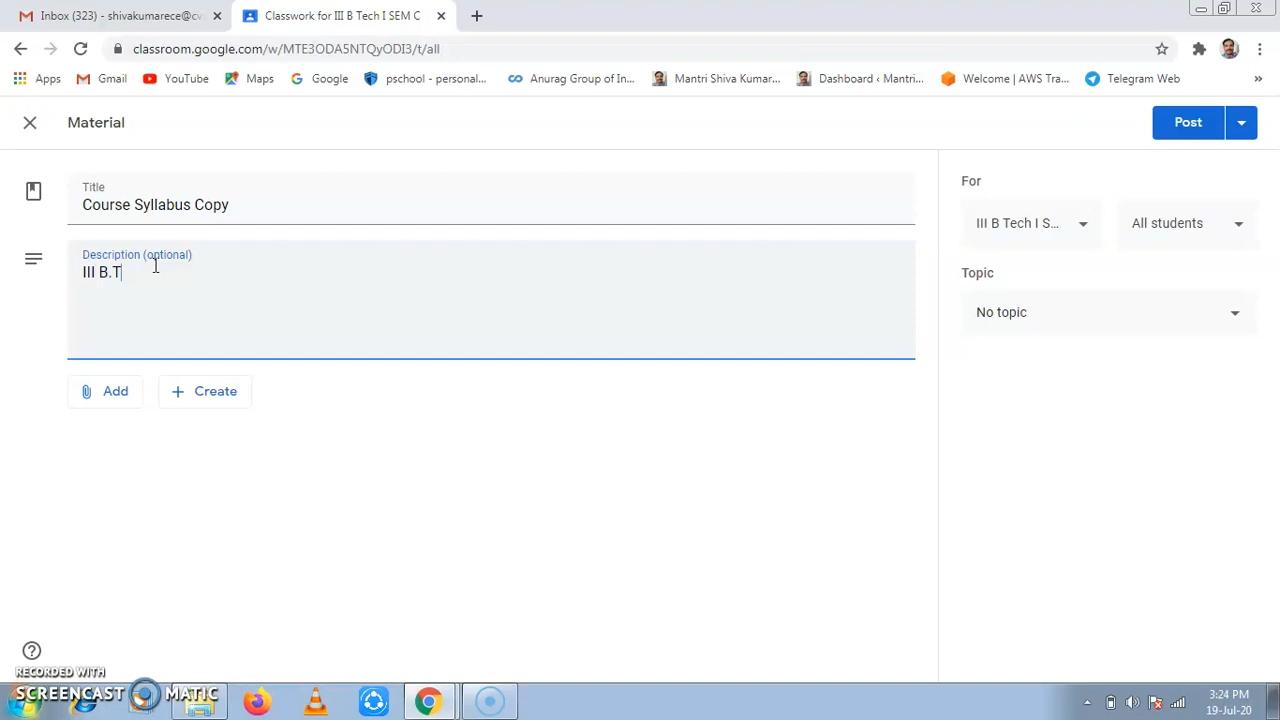 Inbox (323) - shivakumarece@cv
Classwork for III B Tech I SEM C
classroom.google.com/w/MTE3ODA5NTQyODI3/t/all
Apps
Gmail
YouTube
Maps
Google
pschool - personal...
Anurag Group of In...
Mantri Shiva Kumar...
Dashboard ‹ Mantri...
Welcome | AWS Tra...
Telegram Web
»
Material
Post
Title
Course Syllabus Copy
Description (optional)
III B.T
Add
Create
For
III B Tech I S...
All students
Topic
No topic
RECORDED WITH
SCREENCAST MATIC
3:24 PM
19-Jul-20